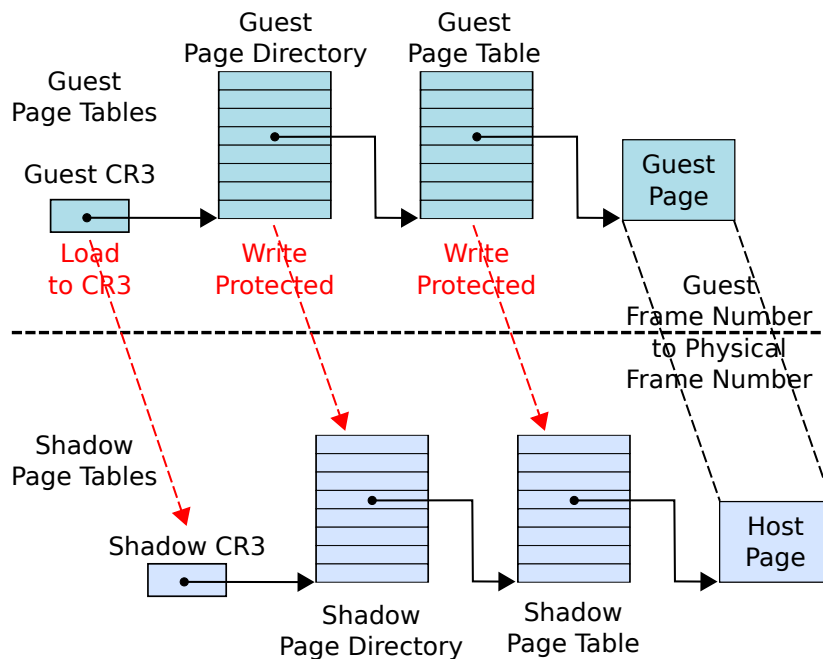 Guest
Page Directory
Guest
Page Table
Guest
Page Tables
Guest CR3
Guest
Page
Load
to CR3
Write
Protected
Write
Protected
Guest
Frame Number
to Physical
Frame Number
Shadow
Page Tables
Shadow CR3
Host
Page
Shadow
Page Directory
Shadow
Page Table